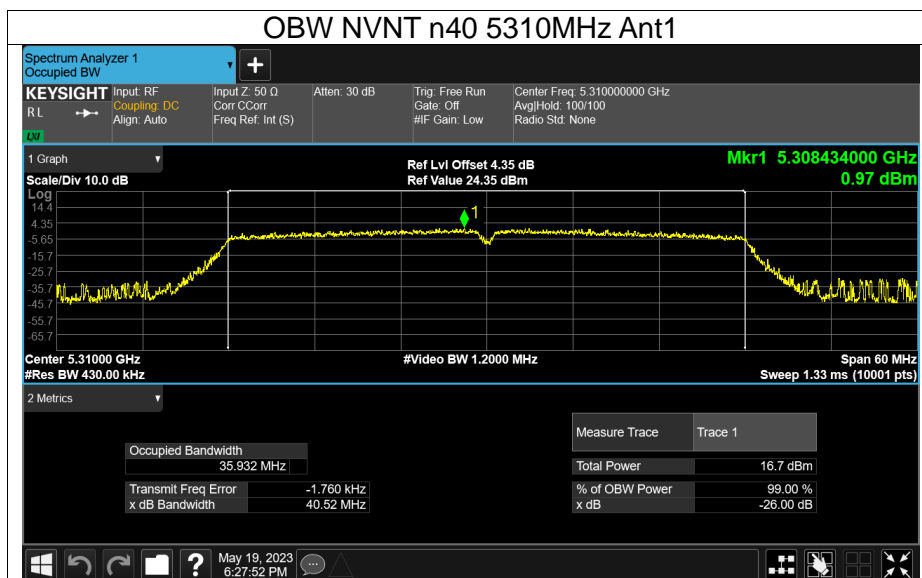 OBW NVNT n40 5310MHz Ant1
Spectrum Analyzer 1
Occupied BW
KEYSIGHT
R L
LXI
Input: RF
Coupling: DC
Align: Auto
Input Z: 50 Ω
Corr CCorr
Freq Ref: Int (S)
Atten: 30 dB
Trig: Free Run
Gate: Off
#IF Gain: Low
Center Freq: 5.310000000 GHz
Avg|Hold: 100/100
Radio Std: None
1 Graph
Scale/Div 10.0 dB
Ref Lvl Offset 4.35 dB
Ref Value 24.35 dBm
Mkr1 5.308434000 GHz
0.97 dBm
Log
14.4
4.35
-5.65
-15.7
-25.7
-35.7
-45.7
-55.7
-65.7
1
Center 5.31000 GHz
#Res BW 430.00 kHz
#Video BW 1.2000 MHz
Span 60 MHz
Sweep 1.33 ms (10001 pts)
2 Metrics
Occupied Bandwidth
35.932 MHz
Transmit Freq Error -1.760 kHz
x dB Bandwidth 40.52 MHz
Measure Trace Trace 1
Total Power 16.7 dBm
% of OBW Power 99.00 %
x dB -26.00 dB
May 19, 2023
6:27:52 PM